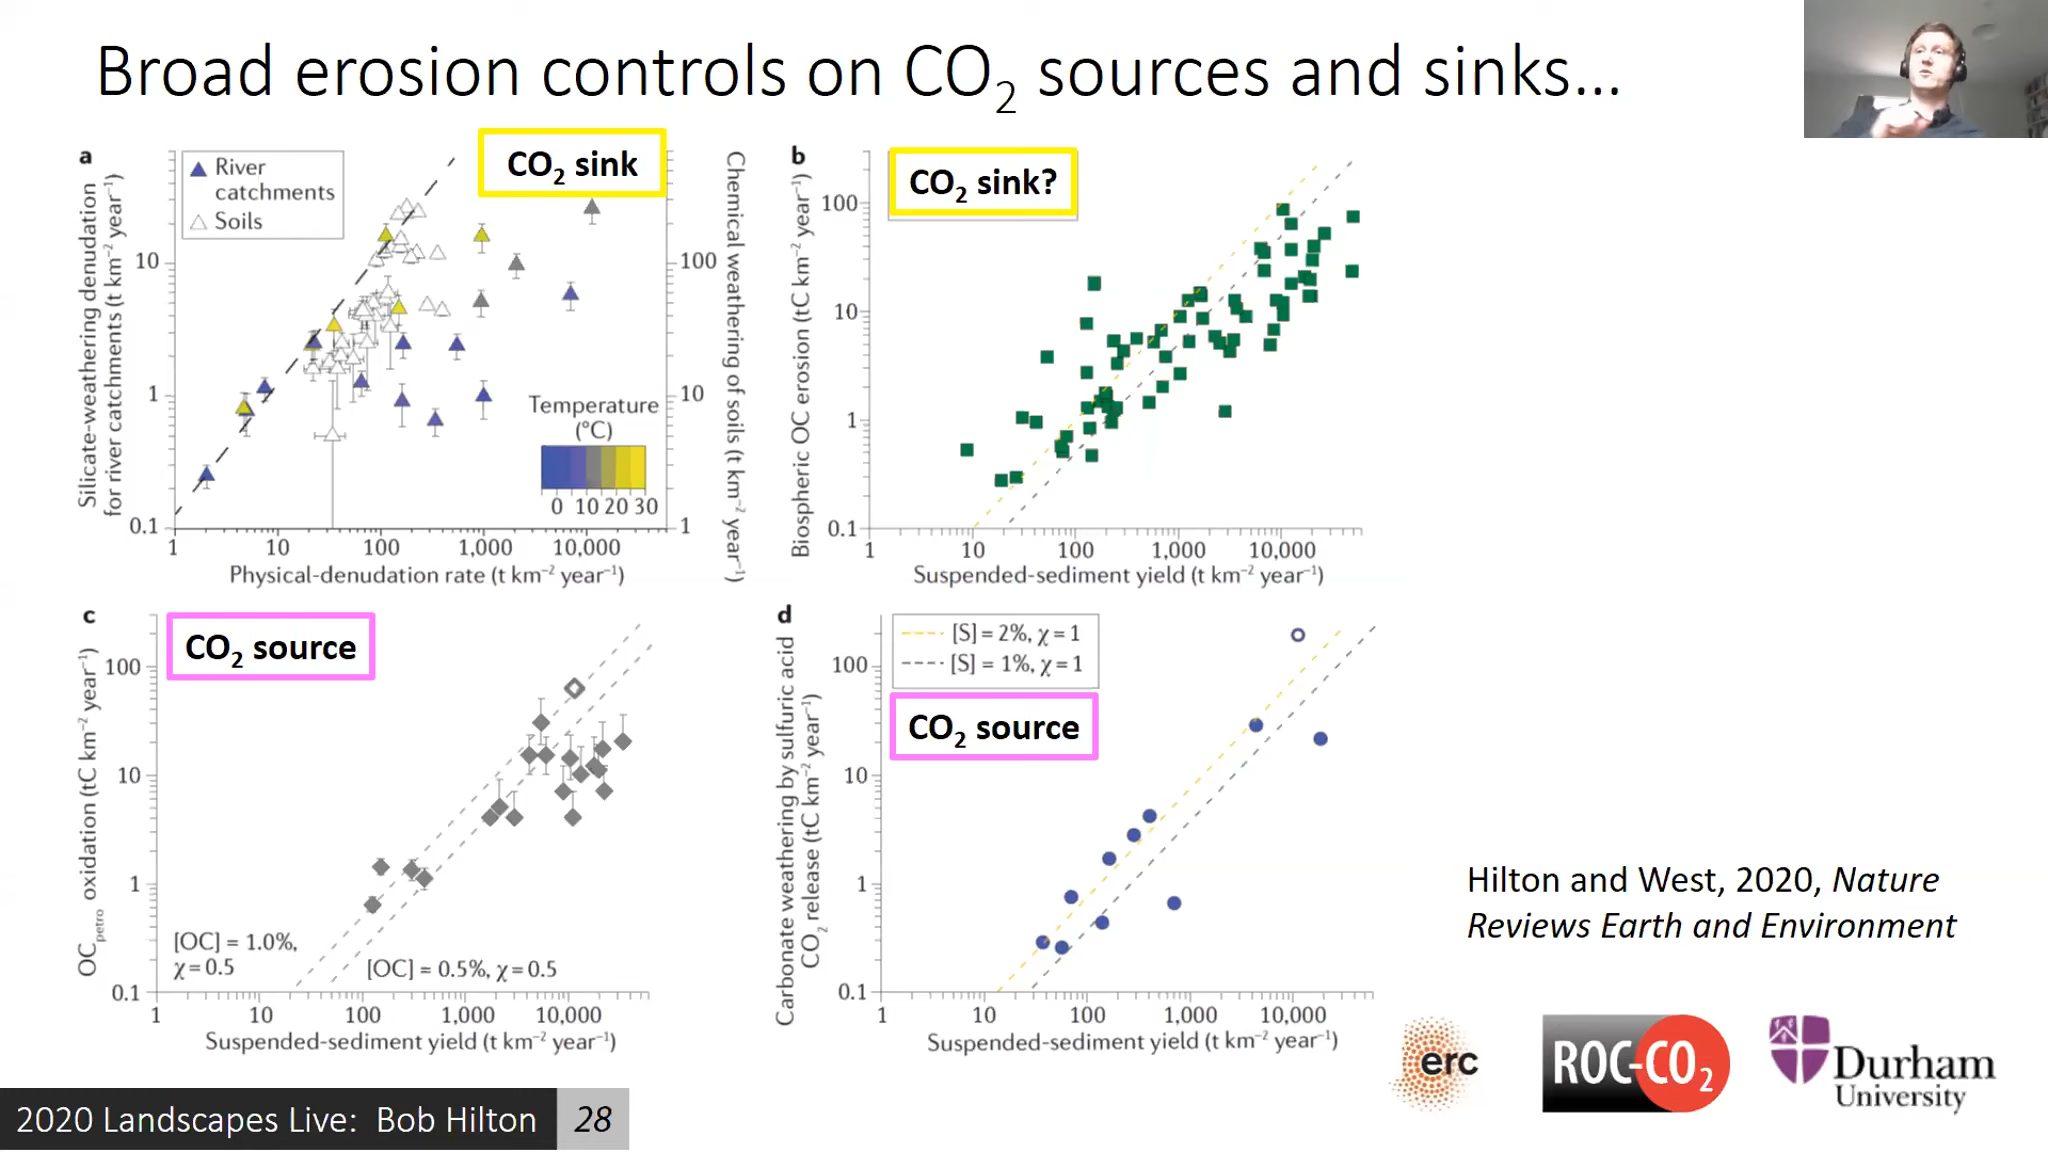 Broad erosion controls on CO₂ sources and sinks...
a
River
catchments
Soils
CO₂ sink
Silicate-weathering denudation
for river catchments (t km⁻² year⁻¹)
10
1
0.1
1
10
100
1,000
10,000
Physical-denudation rate (t km⁻² year⁻¹)
100
10
1
Chemical weathering of soils (t km⁻² year⁻¹)
Temperature
(°C)
0 10 20 30
b
CO₂ sink?
Biospheric OC erosion (tC km⁻² year⁻¹)
100
10
1
0.1
1
10
100
1,000
10,000
Suspended-sediment yield (t km⁻² year⁻¹)
c
CO₂ source
OCpetro oxidation (tC km⁻² year⁻¹)
100
10
1
0.1
[OC] = 1.0%,
χ = 0.5
[OC] = 0.5%, χ = 0.5
1
10
100
1,000
10,000
Suspended-sediment yield (t km⁻² year⁻¹)
d
[S] = 2%, χ = 1
[S] = 1%, χ = 1
CO₂ source
Carbonate weathering by sulfuric acid
CO₂ release (tC km⁻² year⁻¹)
100
10
1
0.1
1
10
100
1,000
10,000
Suspended-sediment yield (t km⁻² year⁻¹)
Hilton and West, 2020, Nature
Reviews Earth and Environment
erc
ROC-CO₂
Durham
University
2020 Landscapes Live: Bob Hilton
28